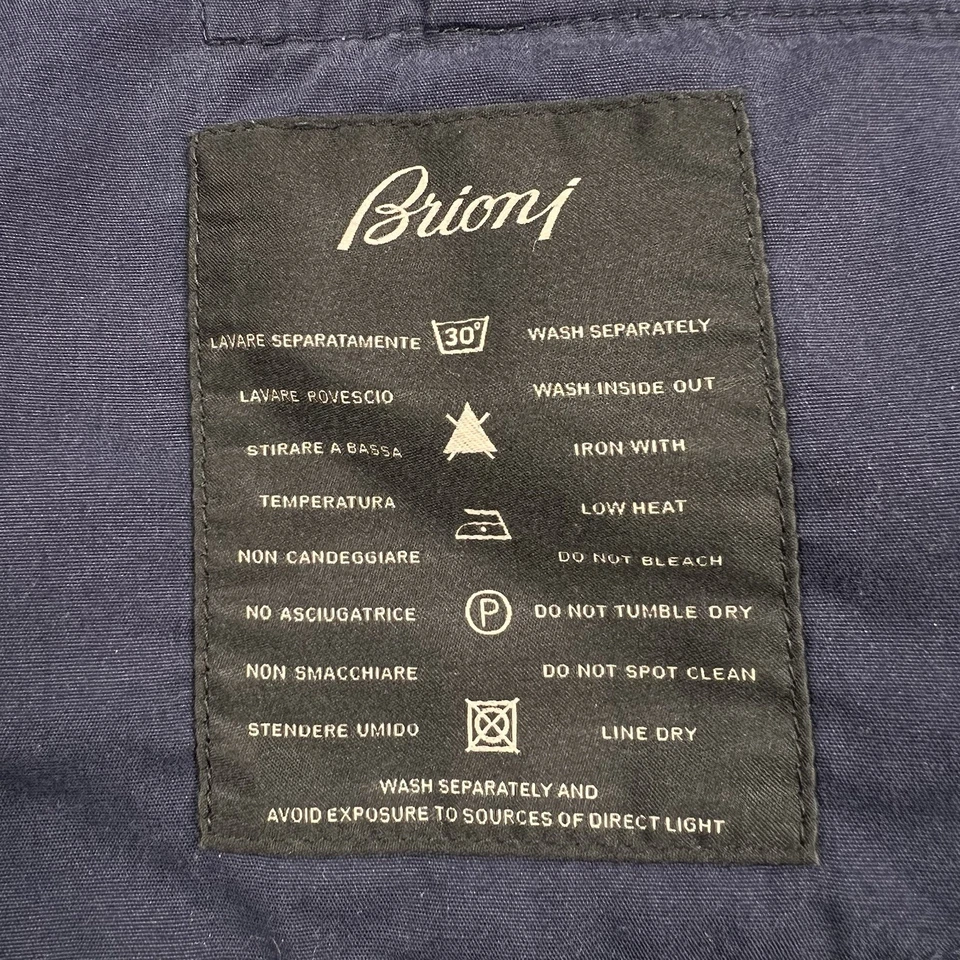 Brioni
LAVARE SEPARATAMENTE 30° WASH SEPARATELY
LAVARE ROVESCIO WASH INSIDE OUT
STIRARE A BASSA IRON WITH
TEMPERATURA LOW HEAT
NON CANDEGGIARE DO NOT BLEACH
NO ASCIUGATRICE P DO NOT TUMBLE DRY
NON SMACCHIARE DO NOT SPOT CLEAN
STENDERE UMIDO LINE DRY
WASH SEPARATELY AND
AVOID EXPOSURE TO SOURCES OF DIRECT LIGHT